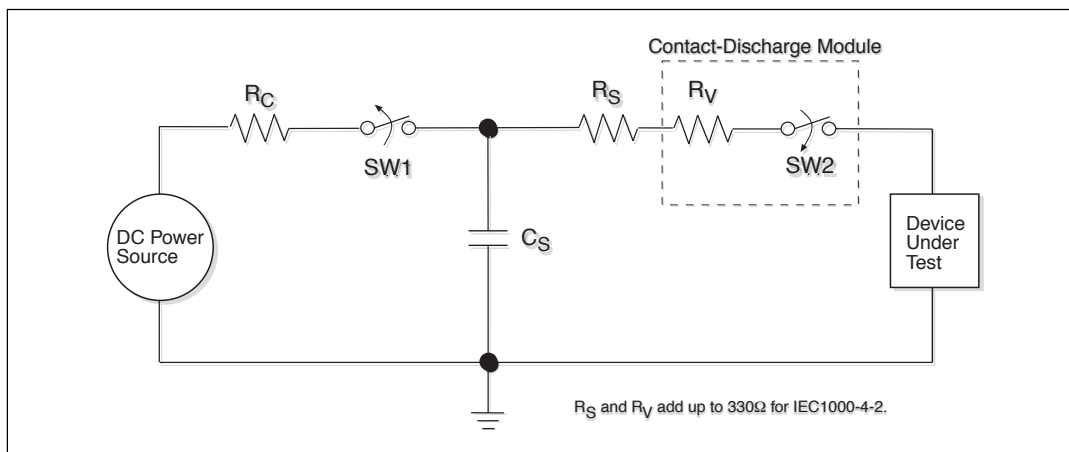 Contact-Discharge Module
RC
RS
RV
SW1
SW2
DC Power
Source
CS
Device
Under
Test
RS and RV add up to 330Ω for IEC1000-4-2.